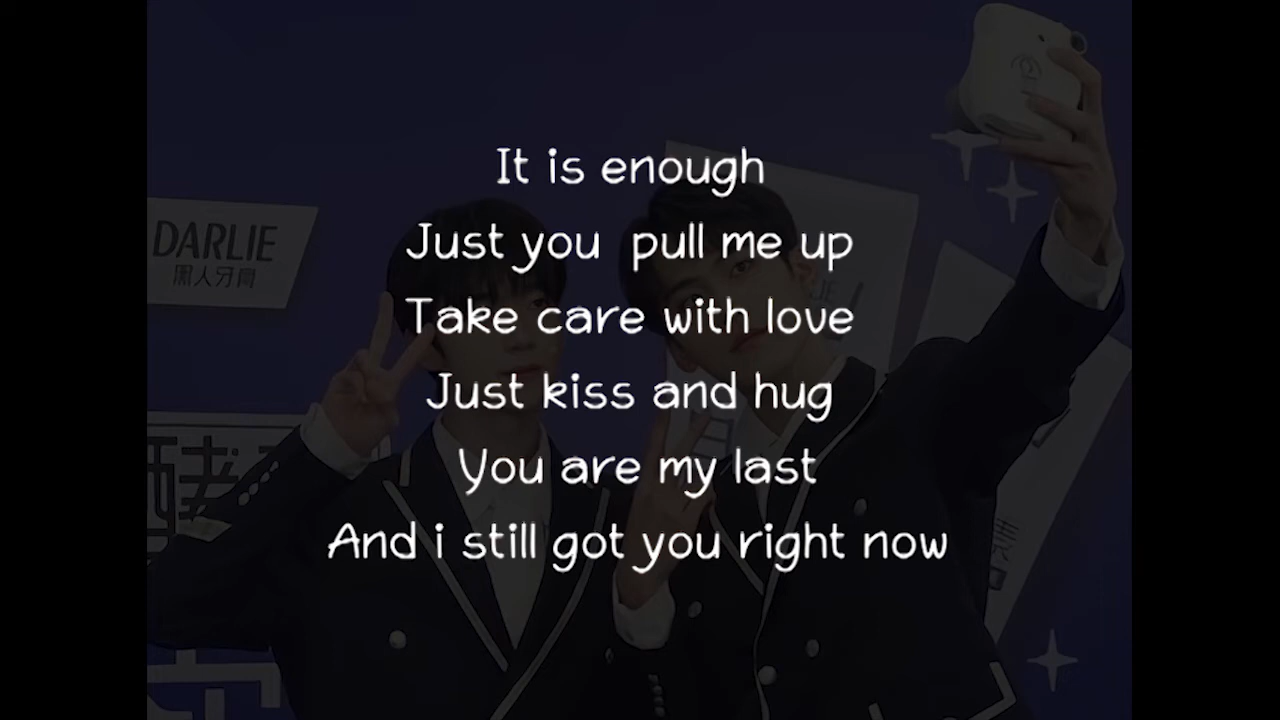 It is enough
Just you pull me up
Take care with love
Just kiss and hug
You are my last
And i still got you right now
DARLIE
黑人牙膏